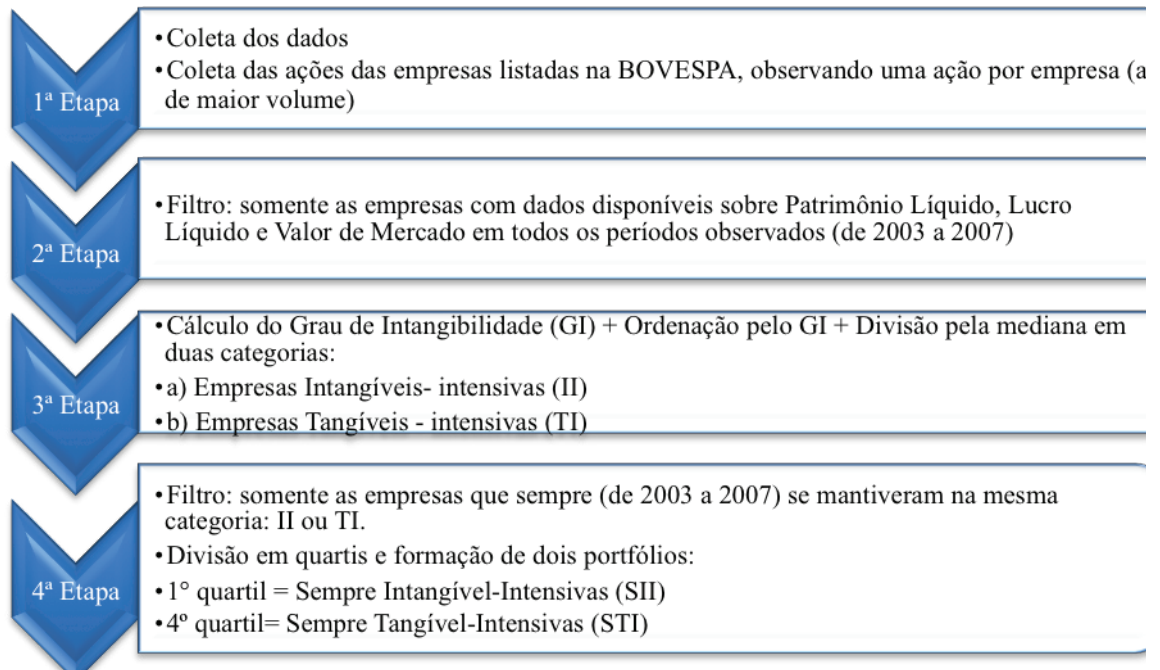 1ª Etapa
•Coleta dos dados
•Coleta das ações das empresas listadas na BOVESPA, observando uma ação por empresa (a
de maior volume)
2ª Etapa
•Filtro: somente as empresas com dados disponíveis sobre Patrimônio Líquido, Lucro
Líquido e Valor de Mercado em todos os períodos observados (de 2003 a 2007)
3ª Etapa
•Cálculo do Grau de Intangibilidade (GI) + Ordenação pelo GI + Divisão pela mediana em
duas categorias:
•a) Empresas Intangíveis- intensivas (II)
•b) Empresas Tangíveis - intensivas (TI)
4ª Etapa
•Filtro: somente as empresas que sempre (de 2003 a 2007) se mantiveram na mesma
categoria: II ou TI.
•Divisão em quartis e formação de dois portfólios:
•1° quartil = Sempre Intangível-Intensivas (SII)
•4º quartil= Sempre Tangível-Intensivas (STI)